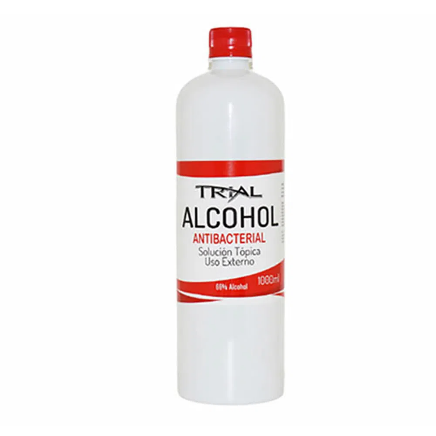 TRIAL
ALCOHOL
ANTIBACTERIAL
Solución Tópica
Uso Externo
1000ml